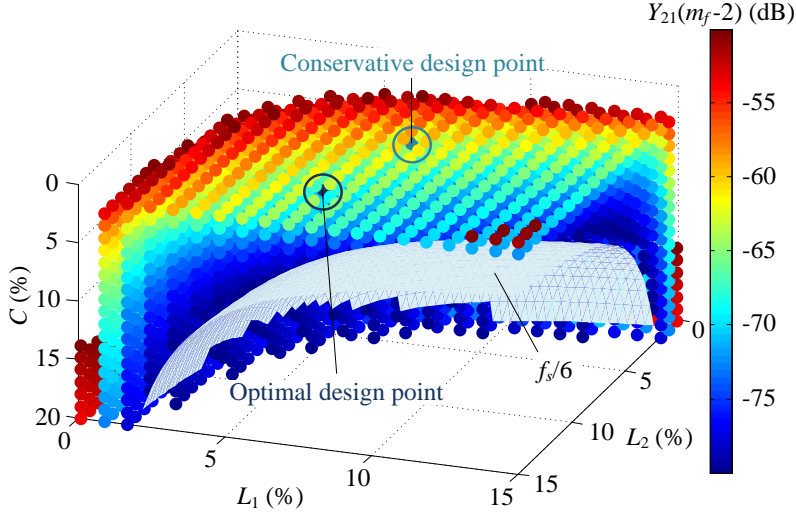 Y21(mf-2) (dB)
Conservative design point
-55
-60
-65
-70
-75
0
5
10
15
20
C (%)
Optimal design point
fs/6
0
5
10
15
L2 (%)
0
5
10
15
L1 (%)